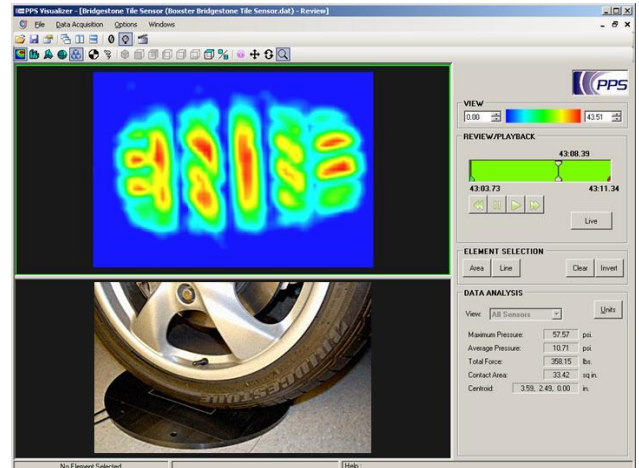 PPS Visualizer - [Bridgestone Tile Sensor (Boxster Bridgestone Tile Sensor.dat) - Review]
File Data Acquisition Options Windows
PPS
VIEW
0.00 43.51
REVIEW/PLAYBACK
43:08.39
43:03.73 43:11.34
Live
ELEMENT SELECTION
Area Line Clear Invert
DATA ANALYSIS
View: All Sensors Units
Maximum Pressure: 57.57 psi.
Average Pressure: 10.71 psi.
Total Force: 358.15 lbs.
Contact Area: 33.42 sq in.
Centroid: 3.59, 2.49, 0.00 in.
BRIDGESTONE
No Element Selected Help :